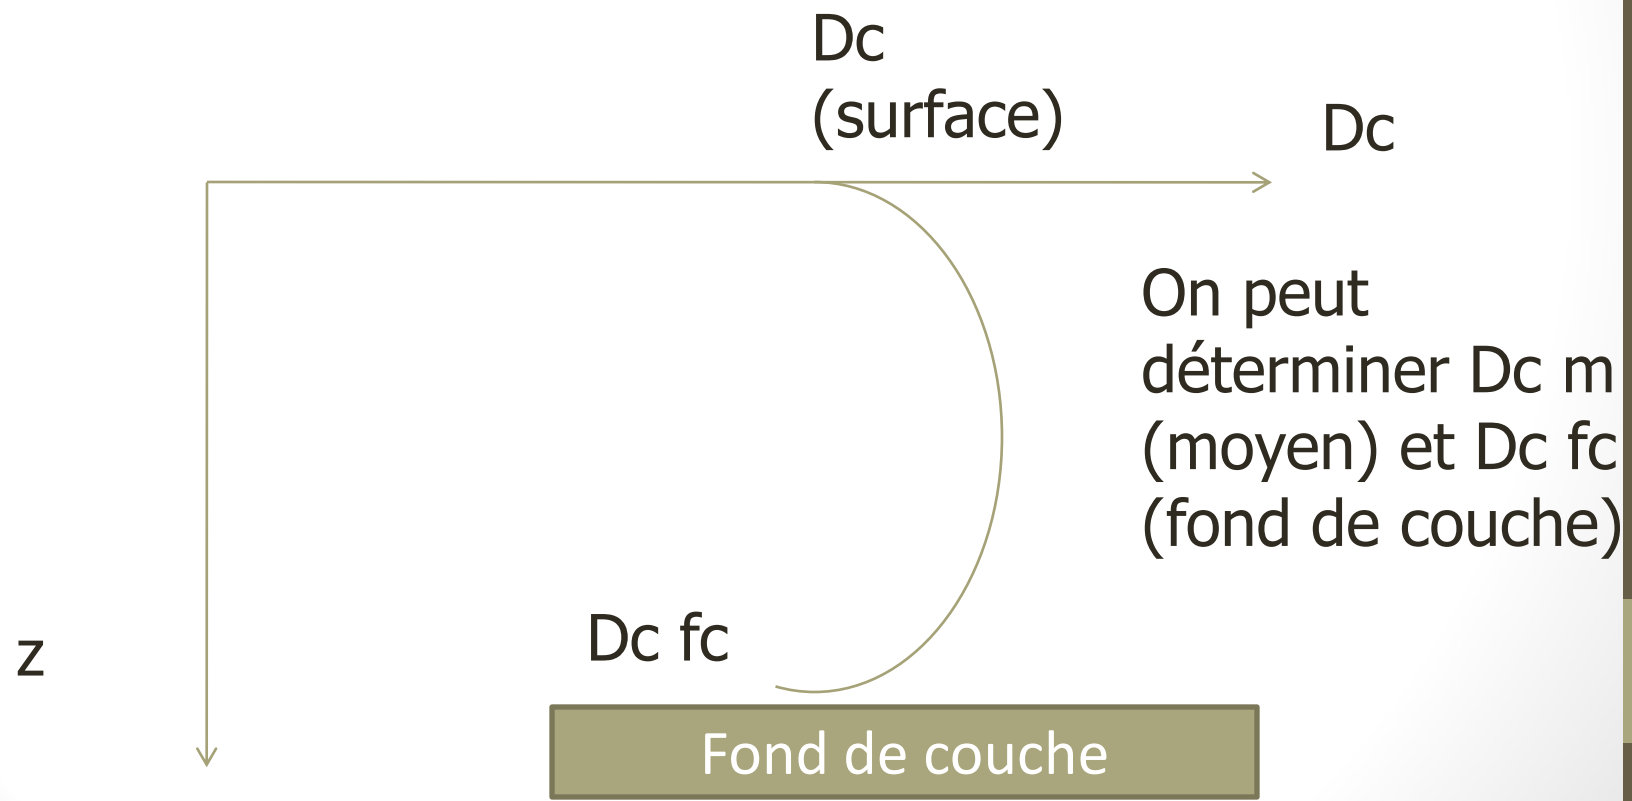 Dc
(surface)
Dc
On peut
déterminer Dc m
(moyen) et Dc fc
(fond de couche)
Dc fc
z
Fond de couche